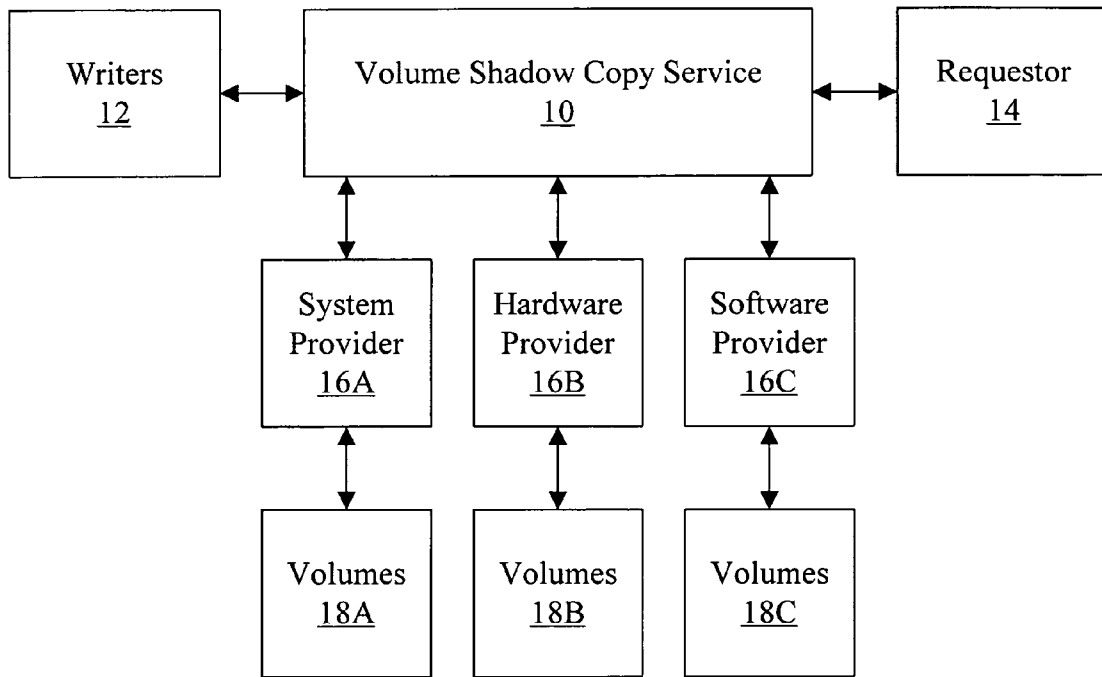 Writers
12
Volume Shadow Copy Service
10
Requestor
14
System
Provider
16A
Hardware
Provider
16B
Software
Provider
16C
Volumes
18A
Volumes
18B
Volumes
18C